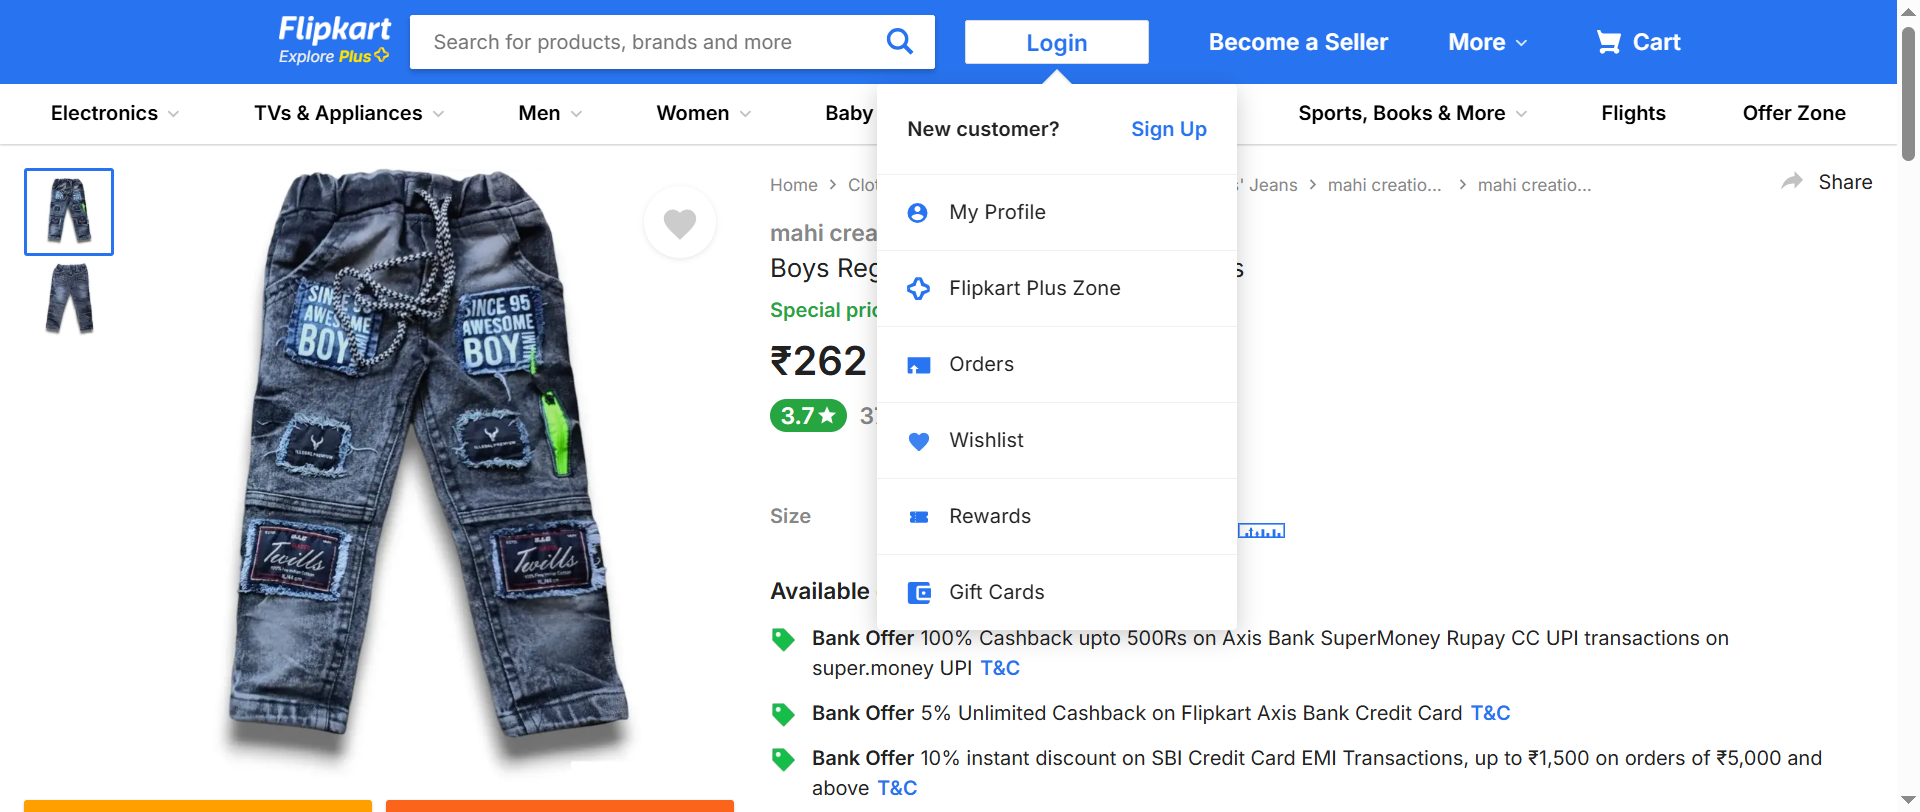 Flipkart
Explore Plus
Search for products, brands and more
Login
Become a Seller
More
Cart
Electronics
TVs & Appliances
Men
Women
Baby
Sports, Books & More
Flights
Offer Zone
New customer?
Sign Up
My Profile
Flipkart Plus Zone
Orders
Wishlist
Rewards
Gift Cards
Home
Jeans
mahi creatio...
mahi creatio...
Share
mahi
Boys
Special
₹262
3.7
Size
Available
Bank Offer 100% Cashback upto 500Rs on Axis Bank SuperMoney Rupay CC UPI transactions on
super.money UPI T&C
Bank Offer 5% Unlimited Cashback on Flipkart Axis Bank Credit Card T&C
Bank Offer 10% instant discount on SBI Credit Card EMI Transactions, up to ₹1,500 on orders of ₹5,000 and
above T&C
SINCE 95
AWESOME
BOY
MIAMI
SINCE 95
AWESOME
BOY
ILLEGAL PREMIUM
ILLEGAL PREMIUM
Twills
Twills